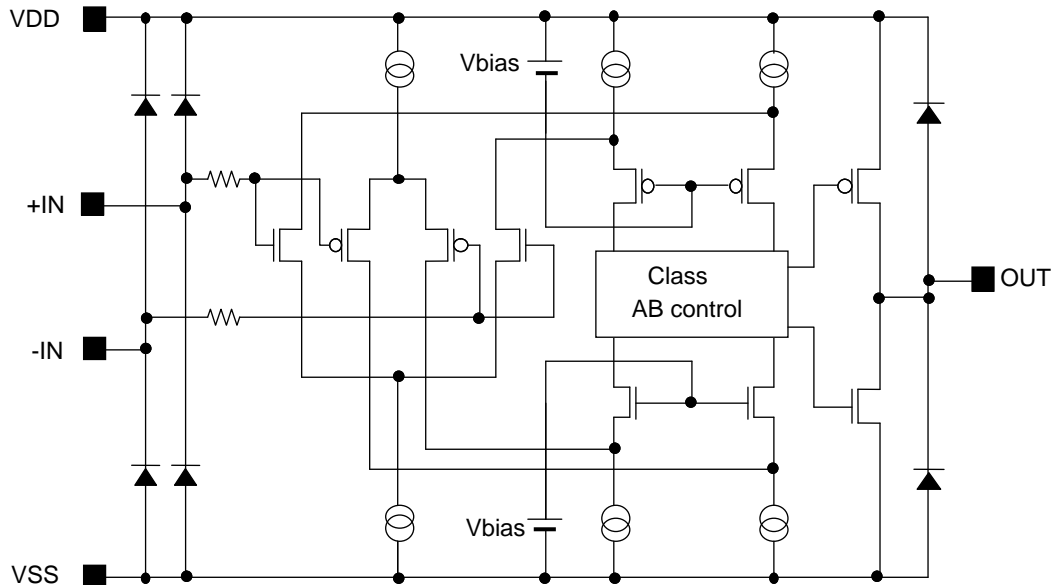 VDD
Vbias
+IN
Class
AB control
OUT
-IN
Vbias
VSS